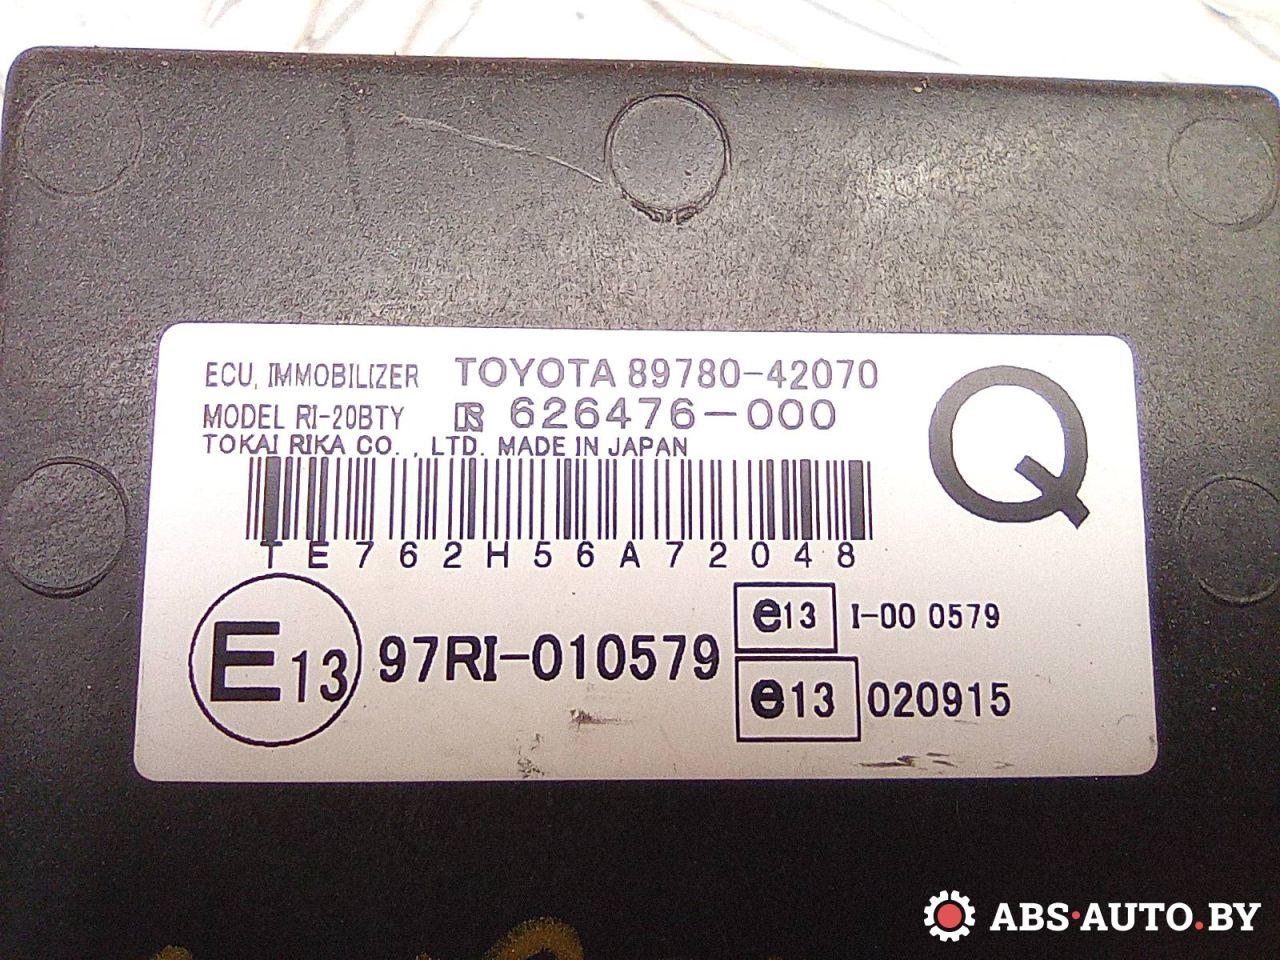 ECU, IMMOBILIZER TOYOTA 89780-42070
MODEL RI-20BTY R 626476-000
TOKAI RIKA CO., LTD. MADE IN JAPAN
Q
TE762H56A72048
E13 97RI-010579
e13 I-00 0579
e13 020915
ABS·AUTO.BY